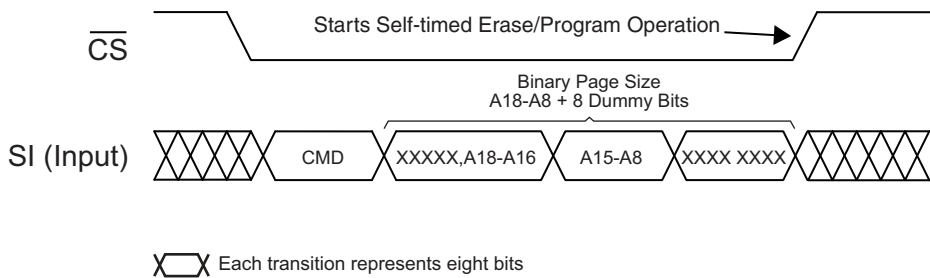 Starts Self-timed Erase/Program Operation
CS
Binary Page Size
A18-A8 + 8 Dummy Bits
SI (Input)
CMD
XXXXX,A18-A16
A15-A8
XXXX XXXX
Each transition represents eight bits